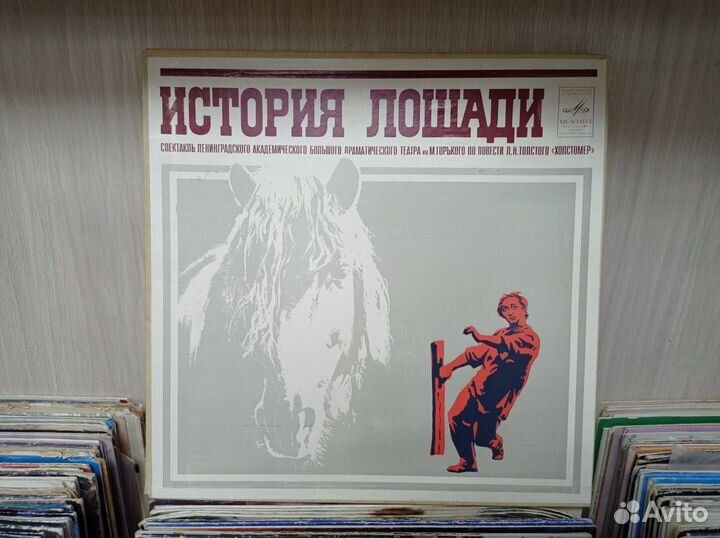 ИСТОРИЯ ЛОШАДИ
МЕЛОДИЯ
СПЕКТАКЛЬ ЛЕНИНГРАДСКОГО АКАДЕМИЧЕСКОГО БОЛЬШОГО ДРАМАТИЧЕСКОГО ТЕАТРА ИМ М.ГОРЬКОГО ПО ПОВЕСТИ Л.Н.ТОЛСТОГО «ХОЛСТОМЕР»
Avito